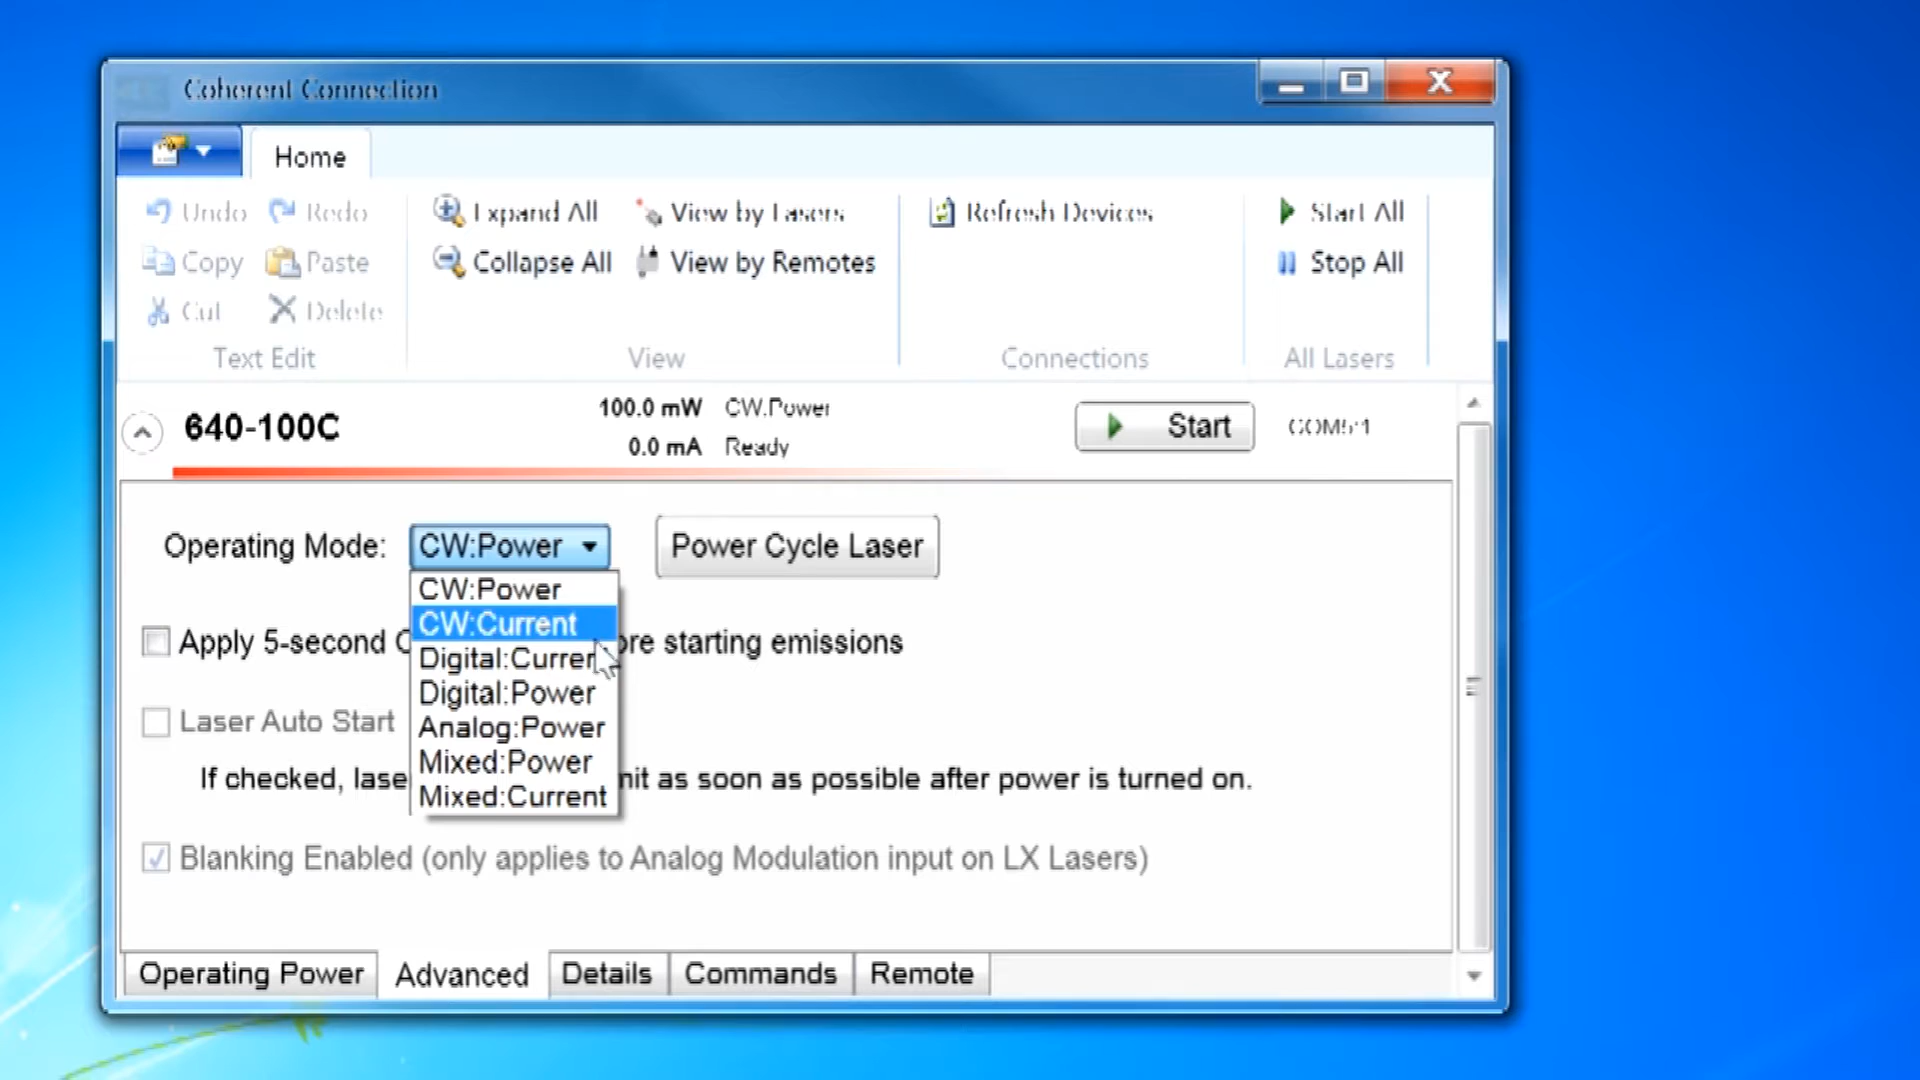 Coherent Connection
Home
Undo Redo
Copy Paste
Cut Delete
Text Edit
Expand All View by Lasers
Collapse All View by Remotes
View
Refresh Devices
Connections
Start All
Stop All
All Lasers
640-100C
100.0 mW CW:Power
0.0 mA Ready
Start
Operating Mode: CW:Power
Power Cycle Laser
CW:Power
CW:Current
Digital:Curren
Digital:Power
Analog:Power
Mixed:Power
Mixed:Current
Apply 5-second C ore starting emissions
Laser Auto Start
If checked, lase mit as soon as possible after power is turned on.
Blanking Enabled (only applies to Analog Modulation input on LX Lasers)
Operating Power Advanced Details Commands Remote